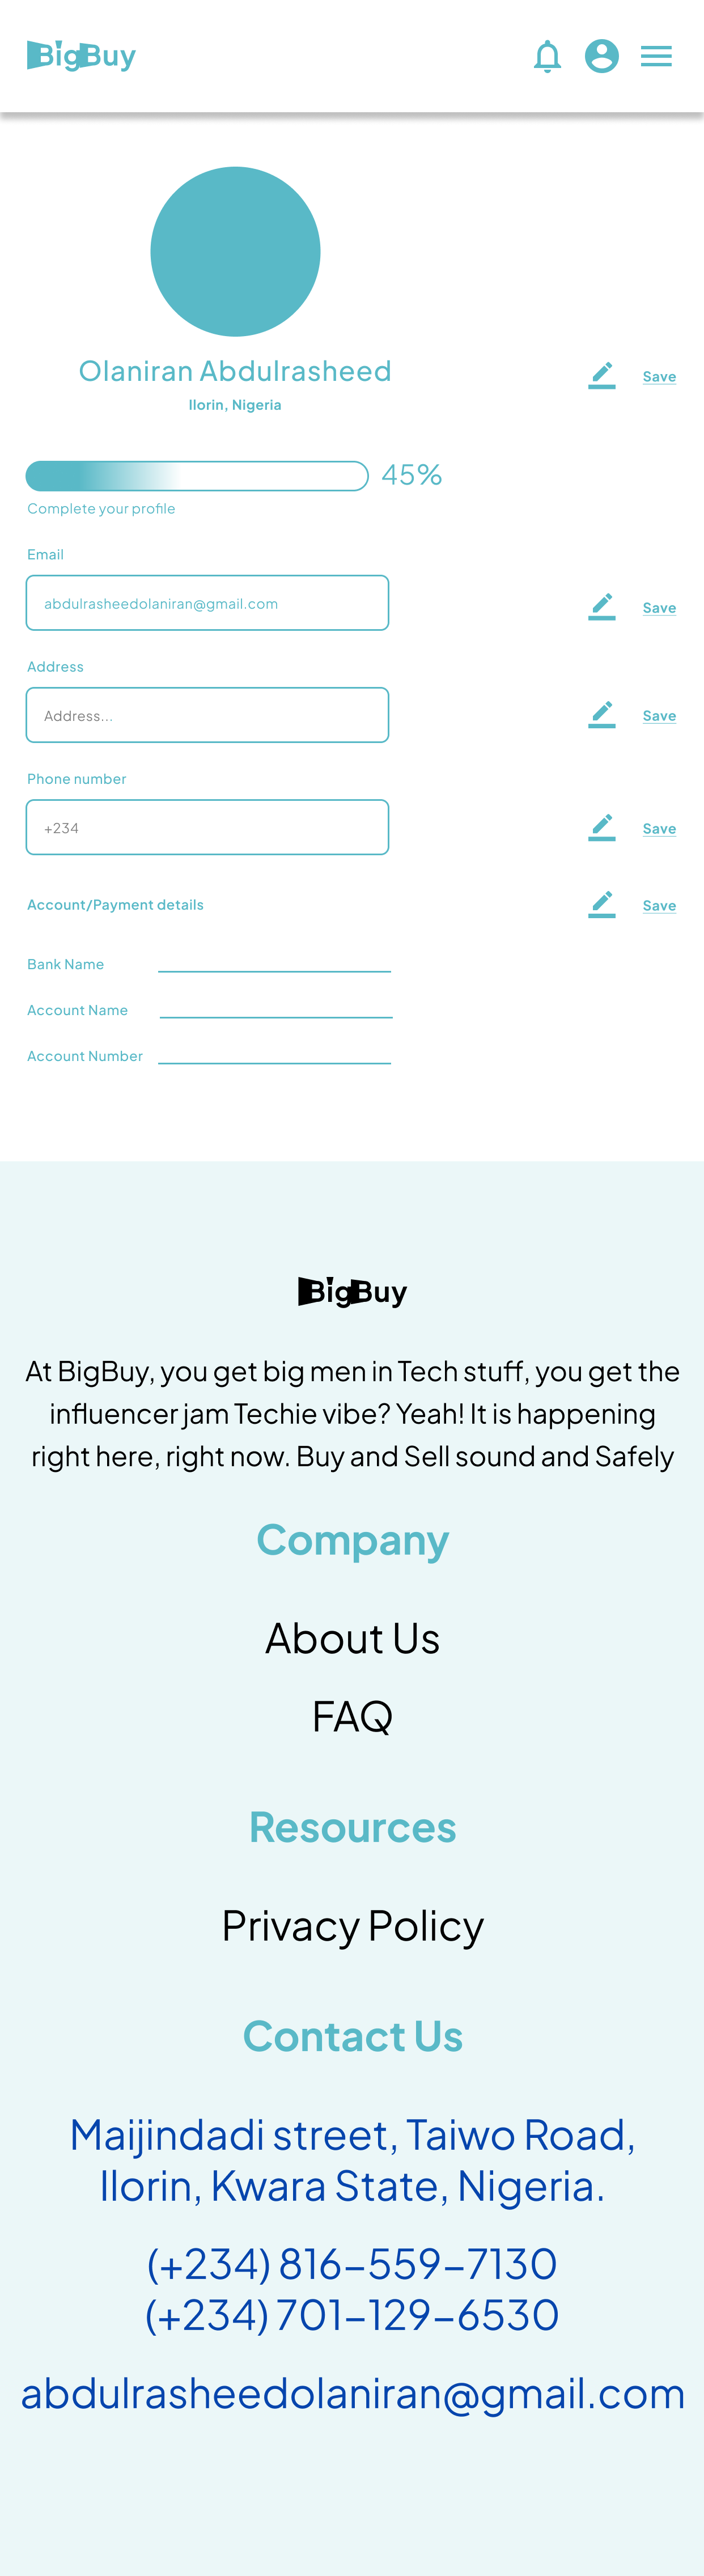 BigBuy
Olaniran Abdulrasheed
Save
Ilorin, Nigeria
45%
Complete your profile
Email
abdulrasheedolaniran@gmail.com
Save
Address
Address...
Save
Phone number
+234
Save
Account/Payment details
Save
Bank Name
Account Name
Account Number
BigBuy
At BigBuy, you get big men in Tech stuff, you get the
influencer jam Techie vibe? Yeah! It is happening
right here, right now. Buy and Sell sound and Safely
Company
About Us
FAQ
Resources
Privacy Policy
Contact Us
Maijindadi street, Taiwo Road,
Ilorin, Kwara State, Nigeria.
(+234) 816–559–7130
(+234) 701–129–6530
abdulrasheedolaniran@gmail.com